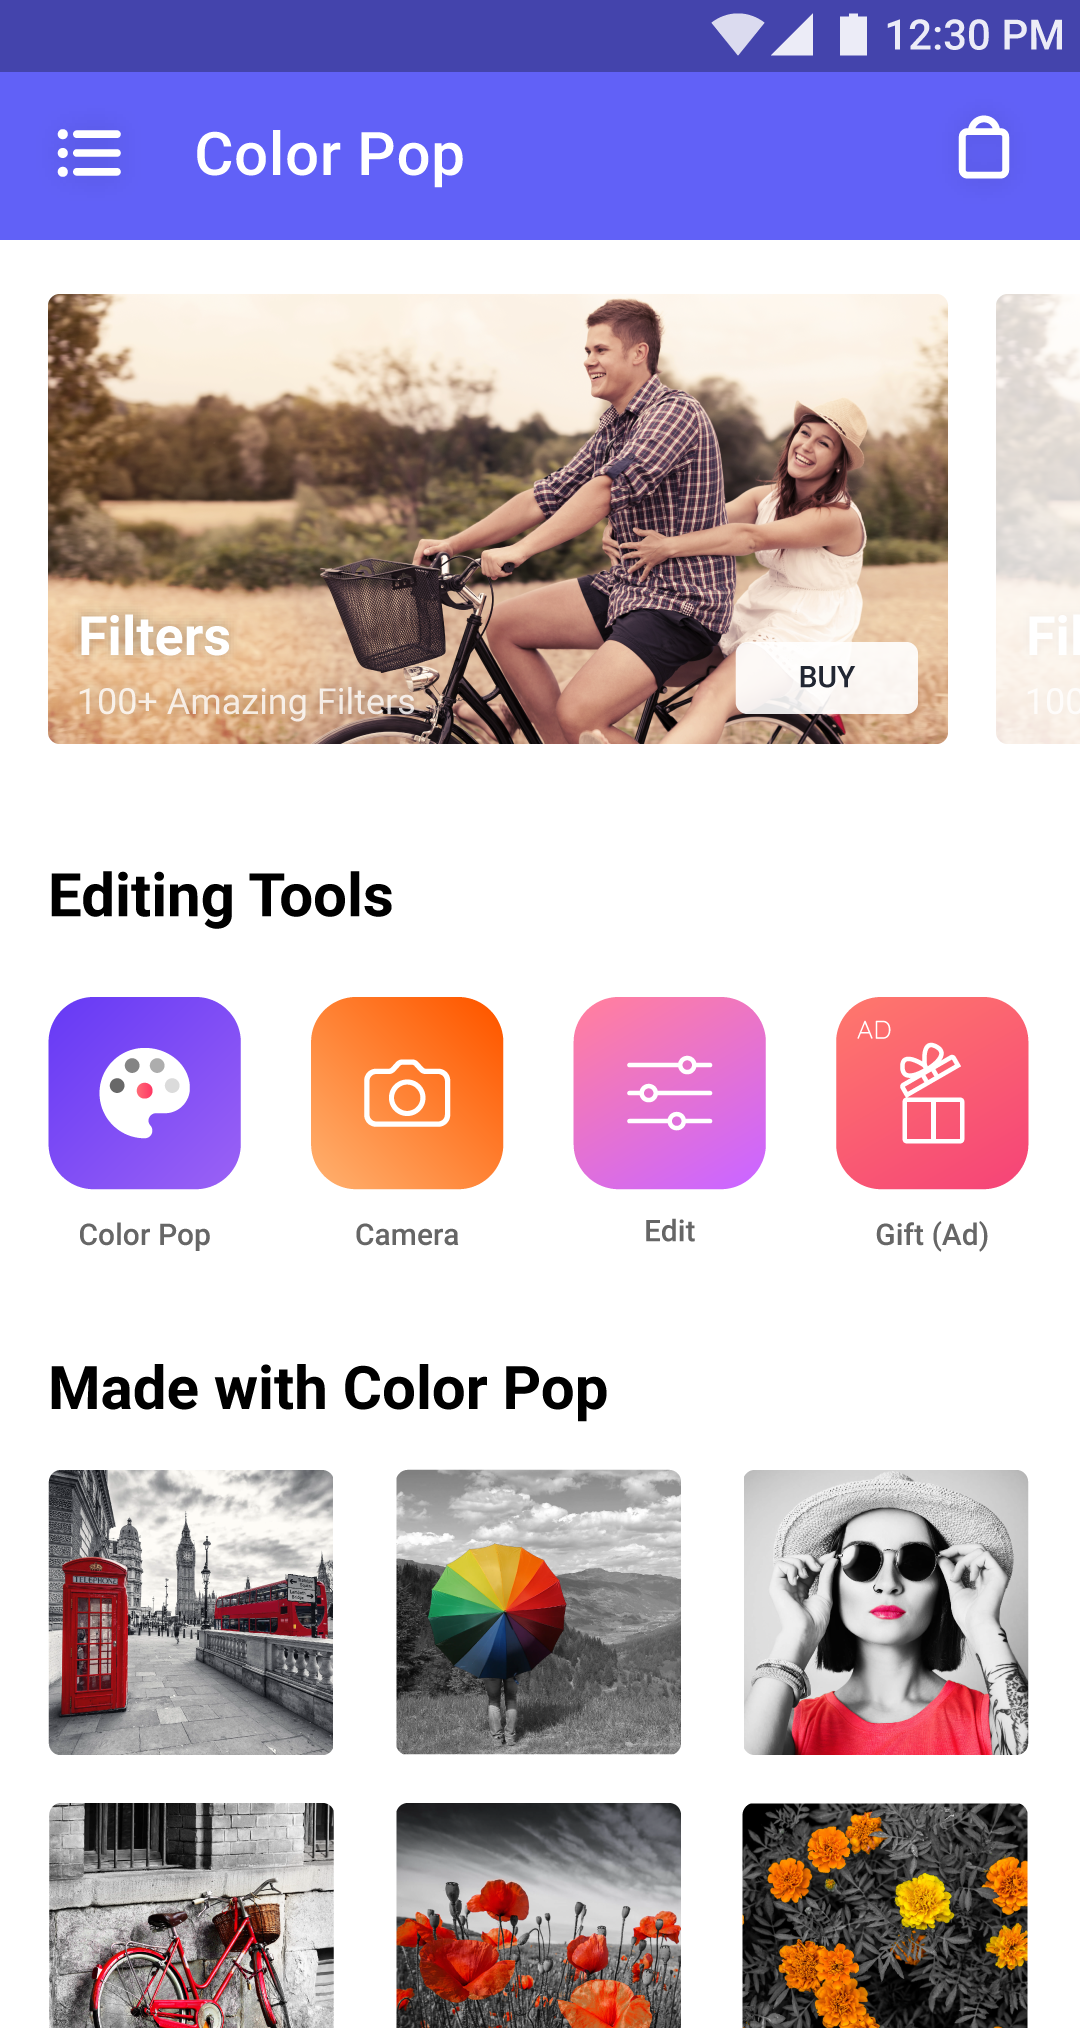 12:30 PM
Color Pop
Filters
100+ Amazing Filters
BUY
Fil
100
Editing Tools
AD
Color Pop
Camera
Edit
Gift (Ad)
Made with Color Pop
TELEPHONE